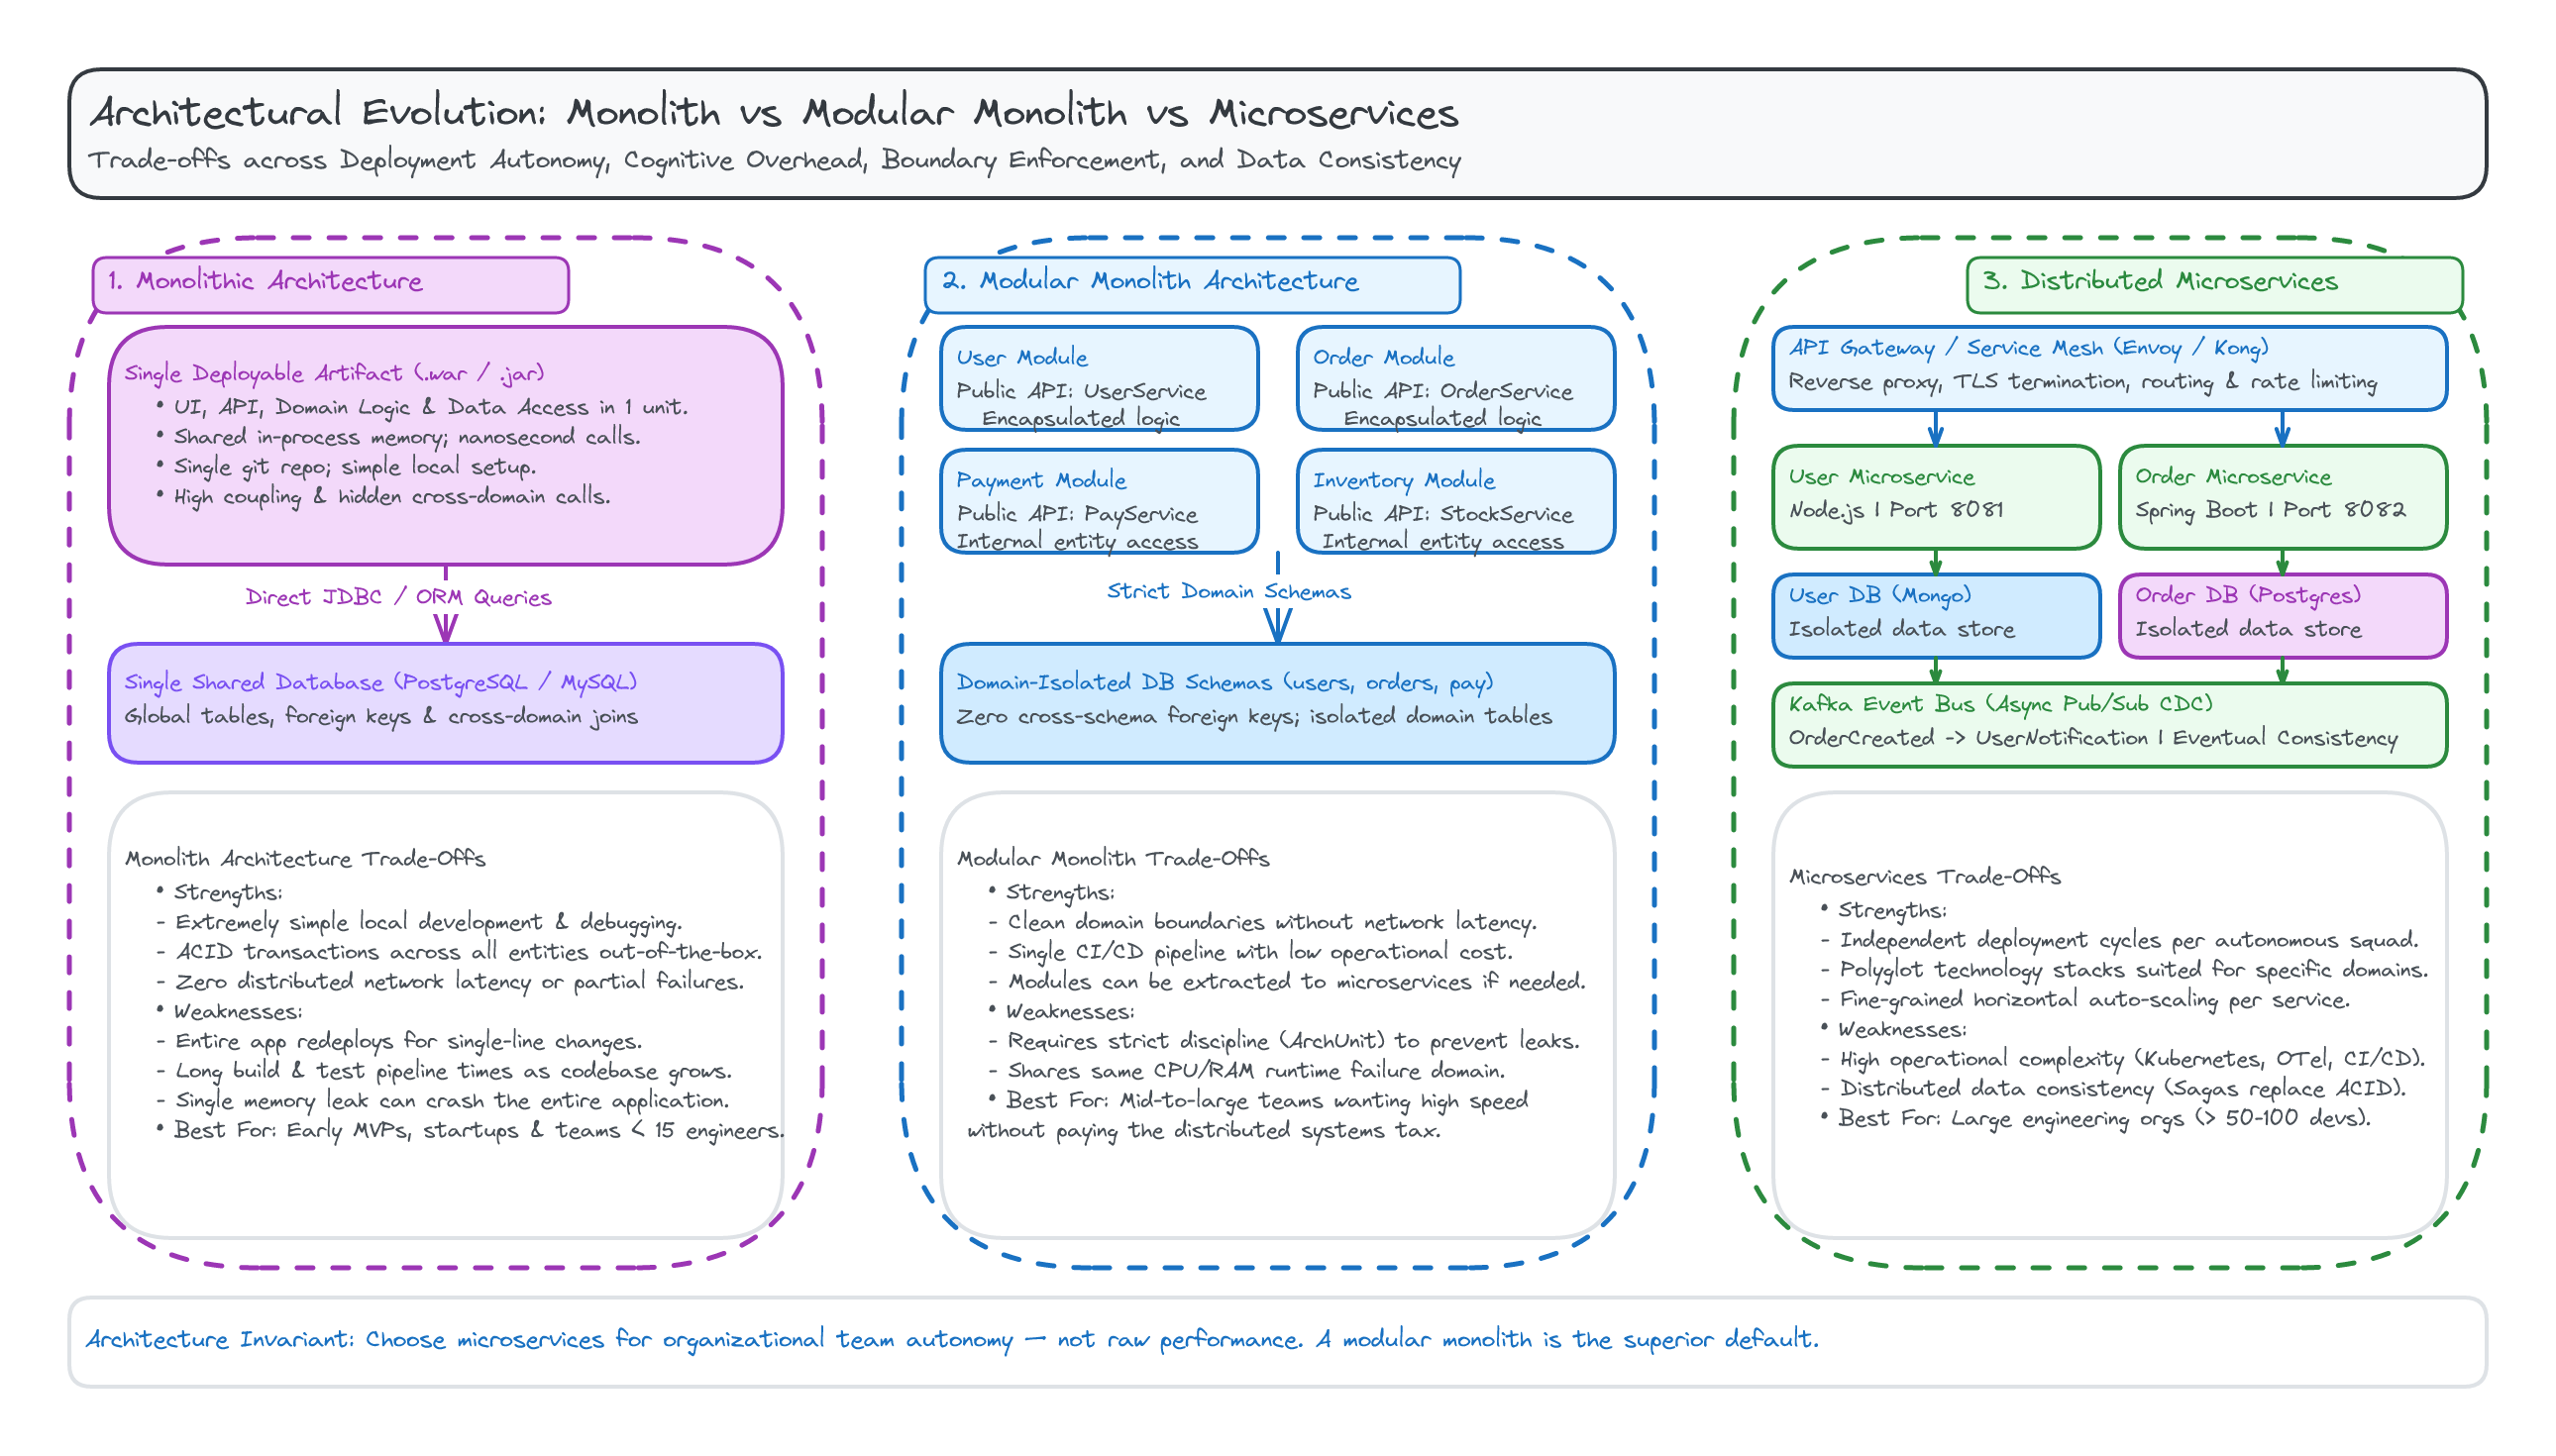 Architectural Evolution: Monolith vs Modular Monolith vs Microservices
Trade-offs across Deployment Autonomy, Cognitive Overhead, Boundary Enforcement, and Data Consistency
1. Monolithic Architecture
Single Deployable Artifact (.war / .jar)
• UI, API, Domain Logic & Data Access in 1 unit.
• Shared in-process memory; nanosecond calls.
• Single git repo; simple local setup.
• High coupling & hidden cross-domain calls.
Direct JDBC / ORM Queries
Single Shared Database (PostgreSQL / MySQL)
Global tables, foreign keys & cross-domain joins
Monolith Architecture Trade-Offs
• Strengths:
- Extremely simple local development & debugging.
- ACID transactions across all entities out-of-the-box.
- Zero distributed network latency or partial failures.
• Weaknesses:
- Entire app redeploys for single-line changes.
- Long build & test pipeline times as codebase grows.
- Single memory leak can crash the entire application.
• Best For: Early MVPs, startups & teams < 15 engineers.
2. Modular Monolith Architecture
User Module
Public API: UserService
Encapsulated logic
Order Module
Public API: OrderService
Encapsulated logic
Payment Module
Public API: PayService
Internal entity access
Inventory Module
Public API: StockService
Internal entity access
Strict Domain Schemas
Domain-Isolated DB Schemas (users, orders, pay)
Zero cross-schema foreign keys; isolated domain tables
Modular Monolith Trade-Offs
• Strengths:
- Clean domain boundaries without network latency.
- Single CI/CD pipeline with low operational cost.
- Modules can be extracted to microservices if needed.
• Weaknesses:
- Requires strict discipline (ArchUnit) to prevent leaks.
- Shares same CPU/RAM runtime failure domain.
• Best For: Mid-to-large teams wanting high speed
without paying the distributed systems tax.
3. Distributed Microservices
API Gateway / Service Mesh (Envoy / Kong)
Reverse proxy, TLS termination, routing & rate limiting
User Microservice
Node.js | Port 8081
Order Microservice
Spring Boot | Port 8082
User DB (Mongo)
Isolated data store
Order DB (Postgres)
Isolated data store
Kafka Event Bus (Async Pub/Sub CDC)
OrderCreated -> UserNotification | Eventual Consistency
Microservices Trade-Offs
• Strengths:
- Independent deployment cycles per autonomous squad.
- Polyglot technology stacks suited for specific domains.
- Fine-grained horizontal auto-scaling per service.
• Weaknesses:
- High operational complexity (Kubernetes, OTel, CI/CD).
- Distributed data consistency (Sagas replace ACID).
• Best For: Large engineering orgs (> 50-100 devs).
Architecture Invariant: Choose microservices for organizational team autonomy — not raw performance. A modular monolith is the superior default.